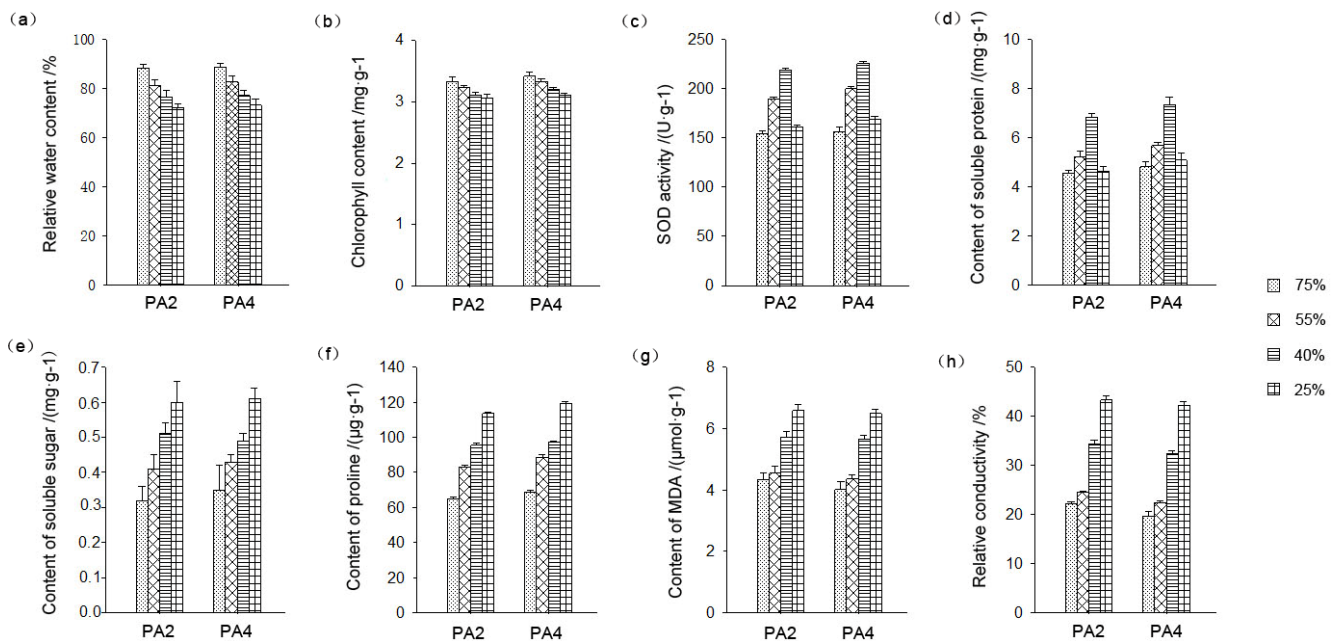 (a)
Relative water content /%
100
80
60
40
20
0
PA2 PA4
(b)
Chlorophyll content /mg·g-1
4
3
2
1
0
PA2 PA4
(c)
SOD activity /(U·g-1)
250
200
150
100
50
0
PA2 PA4
(d)
Content of soluble protein /(mg·g-1)
10
8
6
4
2
0
PA2 PA4
75%
55%
40%
25%
(e)
Content of soluble sugar /(mg·g-1)
0.7
0.6
0.5
0.4
0.3
0.2
0.1
0.0
PA2 PA4
(f)
Content of proline /(μg·g-1)
140
120
100
80
60
40
20
0
PA2 PA4
(g)
Content of MDA /(μmol·g-1)
8
6
4
2
0
PA2 PA4
(h)
Relative conductivity /%
50
40
30
20
10
0
PA2 PA4